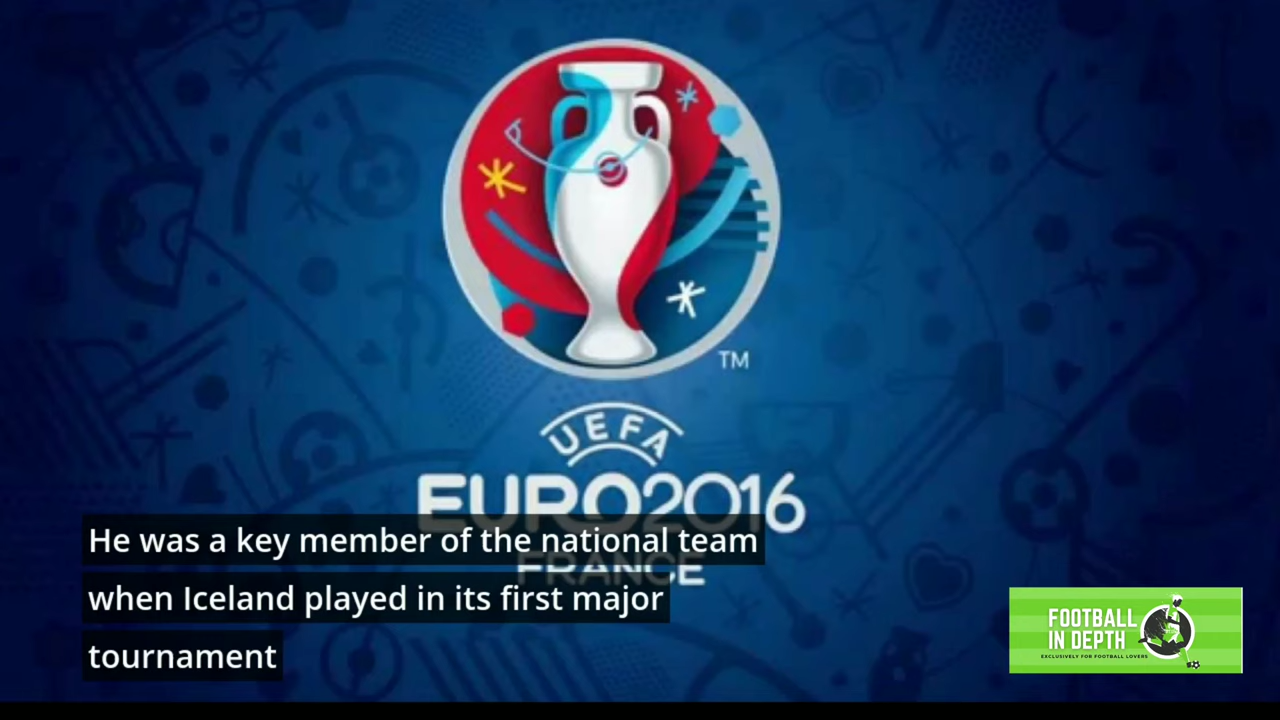 TM
UEFA
EURO2016
FRANCE
He was a key member of the national team
when Iceland played in its first major
tournament
FOOTBALL
IN DEPTH
EXCLUSIVELY FOR FOOTBALL LOVERS